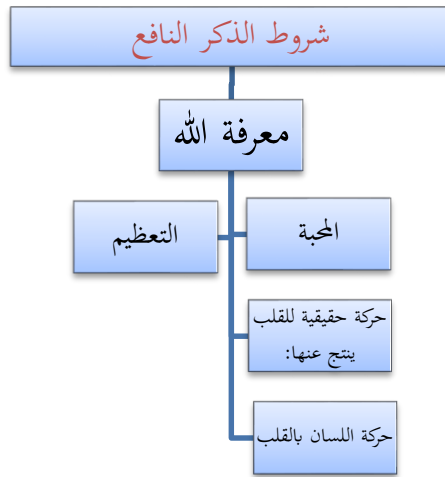 شروط الذكر النافع
معرفة الله
المحبة
التعظيم
حركة حقيقية للقلب
ينتج عنها:
حركة اللسان بالقلب